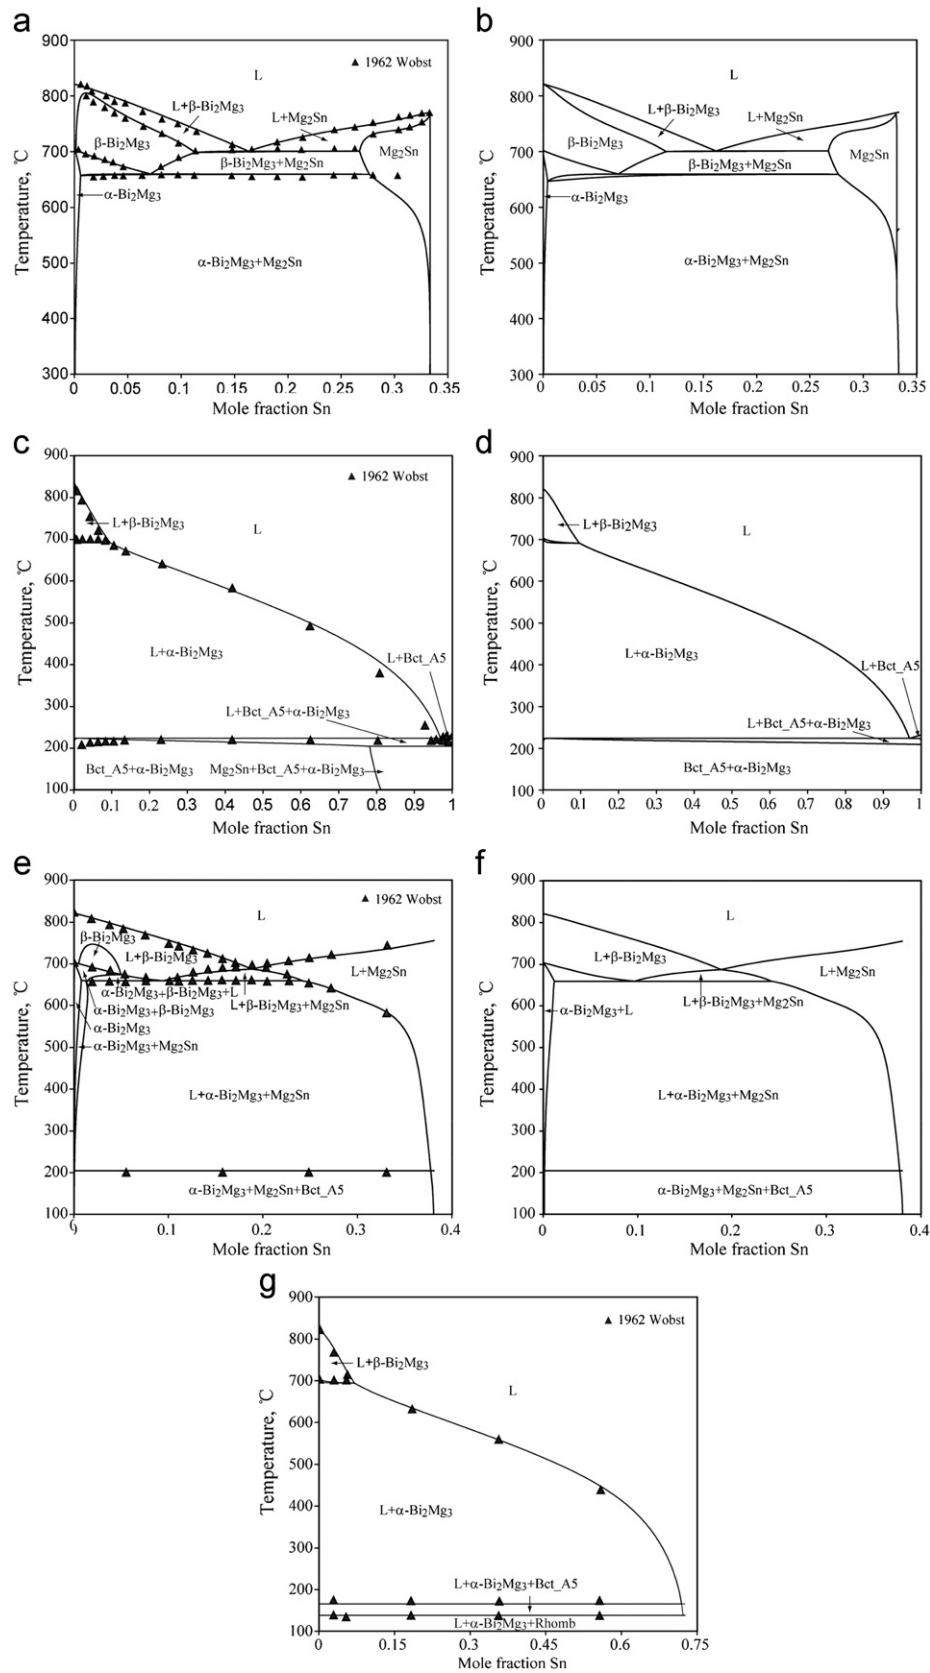 a
900
800
700
600
500
400
300
Temperature, ℃
L
▲ 1962 Wobst
L+β-Bi₂Mg₃
L+Mg₂Sn
β-Bi₂Mg₃
Mg₂Sn
β-Bi₂Mg₃+Mg₂Sn
α-Bi₂Mg₃
α-Bi₂Mg₃+Mg₂Sn
0 0.05 0.1 0.15 0.2 0.25 0.3 0.35
Mole fraction Sn
b
900
800
700
600
500
400
300
Temperature, ℃
L
L+β-Bi₂Mg₃
L+Mg₂Sn
β-Bi₂Mg₃
Mg₂Sn
β-Bi₂Mg₃+Mg₂Sn
α-Bi₂Mg₃
α-Bi₂Mg₃+Mg₂Sn
0 0.05 0.1 0.15 0.2 0.25 0.3 0.35
Mole fraction Sn
c
900
800
700
600
500
400
300
200
100
Temperature, ℃
▲ 1962 Wobst
L+β-Bi₂Mg₃
L
L+α-Bi₂Mg₃
L+Bct_A5
L+Bct_A5+α-Bi₂Mg₃
Bct_A5+α-Bi₂Mg₃
Mg₂Sn+Bct_A5+α-Bi₂Mg₃
0 0.1 0.2 0.3 0.4 0.5 0.6 0.7 0.8 0.9 1
Mole fraction Sn
d
900
800
700
600
500
400
300
200
100
Temperature, ℃
L+β-Bi₂Mg₃
L
L+α-Bi₂Mg₃
L+Bct_A5
L+Bct_A5+α-Bi₂Mg₃
Bct_A5+α-Bi₂Mg₃
0 0.1 0.2 0.3 0.4 0.5 0.6 0.7 0.8 0.9 1
Mole fraction Sn
e
900
800
700
600
500
400
300
200
100
Temperature, ℃
▲ 1962 Wobst
L
β-Bi₂Mg₃
L+β-Bi₂Mg₃
L+Mg₂Sn
α-Bi₂Mg₃+β-Bi₂Mg₃+L
L+β-Bi₂Mg₃+Mg₂Sn
α-Bi₂Mg₃+β-Bi₂Mg₃
α-Bi₂Mg₃
α-Bi₂Mg₃+Mg₂Sn
L+α-Bi₂Mg₃+Mg₂Sn
α-Bi₂Mg₃+Mg₂Sn+Bct_A5
0 0.1 0.2 0.3 0.4
Mole fraction Sn
f
900
800
700
600
500
400
300
200
100
Temperature, ℃
L
L+β-Bi₂Mg₃
L+Mg₂Sn
L+β-Bi₂Mg₃+Mg₂Sn
α-Bi₂Mg₃+L
L+α-Bi₂Mg₃+Mg₂Sn
α-Bi₂Mg₃+Mg₂Sn+Bct_A5
0 0.1 0.2 0.3 0.4
Mole fraction Sn
g
900
800
700
600
500
400
300
200
100
Temperature, ℃
▲ 1962 Wobst
L+β-Bi₂Mg₃
L
L+α-Bi₂Mg₃
L+α-Bi₂Mg₃+Bct_A5
L+α-Bi₂Mg₃+Rhomb
0 0.15 0.3 0.45 0.6 0.75
Mole fraction Sn